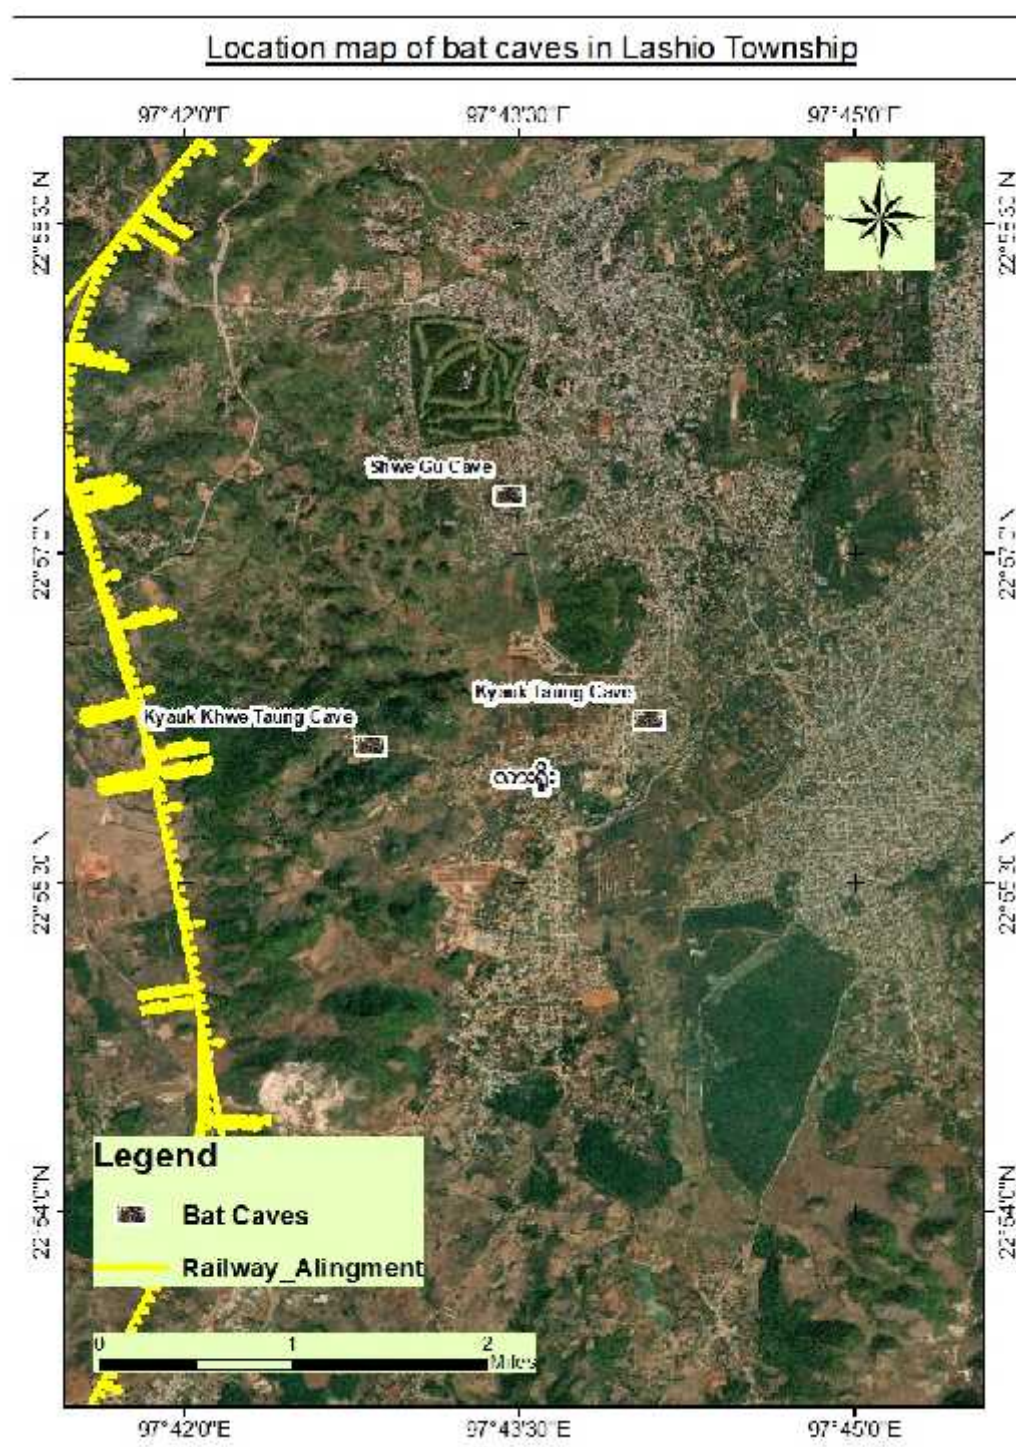 Location map of bat caves in Lashio Township
97°42'0"E 97°43'30"E 97°45'0"E
Shwe Gu Cave
Kyauk Taung Cave
Kyauk Khwe Taung Cave
လားရှိုး
22°54'0"N 22°54'0"N
Legend
Bat Caves
Railway_Alingment
0 1 2
Miles
97°42'0"E 97°43'30"E 97°45'0"E